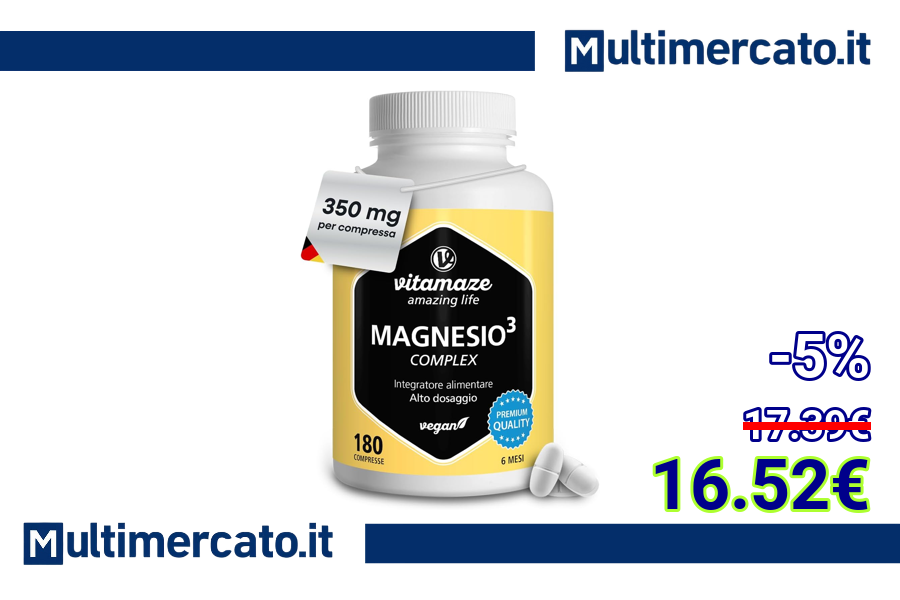 Multimercato.it
350 mg
per compressa
vitamaze
amazing life
MAGNESIO³
COMPLEX
Integratore alimentare
Alto dosaggio
vegan
PREMIUM
QUALITY
180
COMPRESSE
6 MESI
-5%
17.39€
16.52€
Multimercato.it